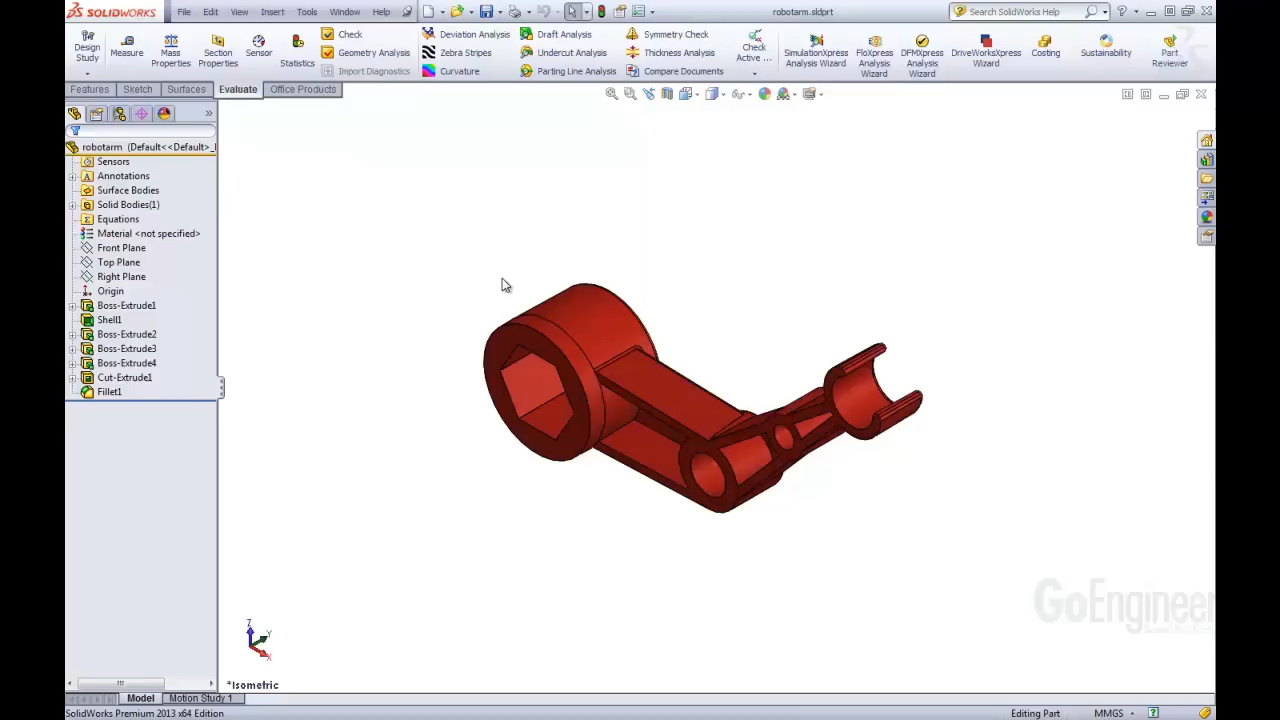 SOLIDWORKS File Edit View Insert Tools Window Help robotarm.sldprt Search SolidWorks Help
Design Study
Measure
Mass Properties
Section Properties
Sensor
Statistics
Check
Geometry Analysis
Import Diagnostics
Deviation Analysis
Zebra Stripes
Curvature
Draft Analysis
Undercut Analysis
Parting Line Analysis
Symmetry Check
Thickness Analysis
Compare Documents
Check Active ...
SimulationXpress Analysis Wizard
FloXpress Analysis Wizard
DFMXpress Analysis Wizard
DriveWorksXpress Wizard
Costing
Sustainability
Part Reviewer
Features Sketch Surfaces Evaluate Office Products
robotarm (Default<<Default>_
Sensors
Annotations
Surface Bodies
Solid Bodies(1)
Equations
Material <not specified>
Front Plane
Top Plane
Right Plane
Origin
Boss-Extrude1
Shell1
Boss-Extrude2
Boss-Extrude3
Boss-Extrude4
Cut-Extrude1
Fillet1
GoEngineer
Z
Y
X
*Isometric
Model Motion Study 1
SolidWorks Premium 2013 x64 Edition Editing Part MMGS